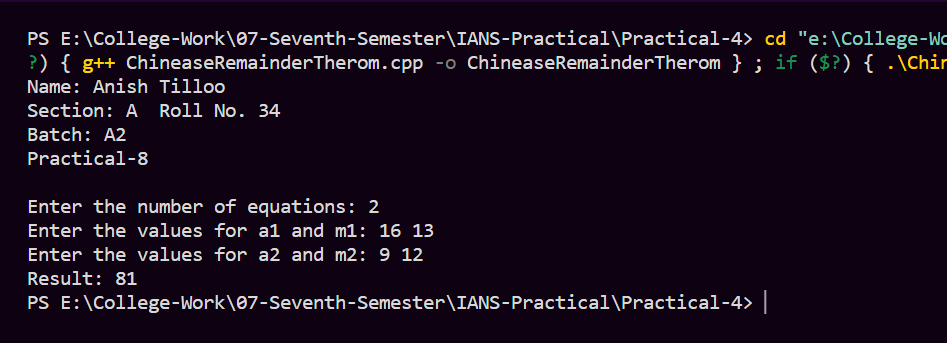 PS E:\College-Work\07-Seventh-Semester\IANS-Practical\Practical-4> cd "e:\College-Wo
?) { g++ ChineaseRemainderTherom.cpp -o ChineaseRemainderTherom } ; if ($?) { .\Chin
Name: Anish Tilloo
Section: A  Roll No. 34
Batch: A2
Practical-8
Enter the number of equations: 2
Enter the values for a1 and m1: 16 13
Enter the values for a2 and m2: 9 12
Result: 81
PS E:\College-Work\07-Seventh-Semester\IANS-Practical\Practical-4>